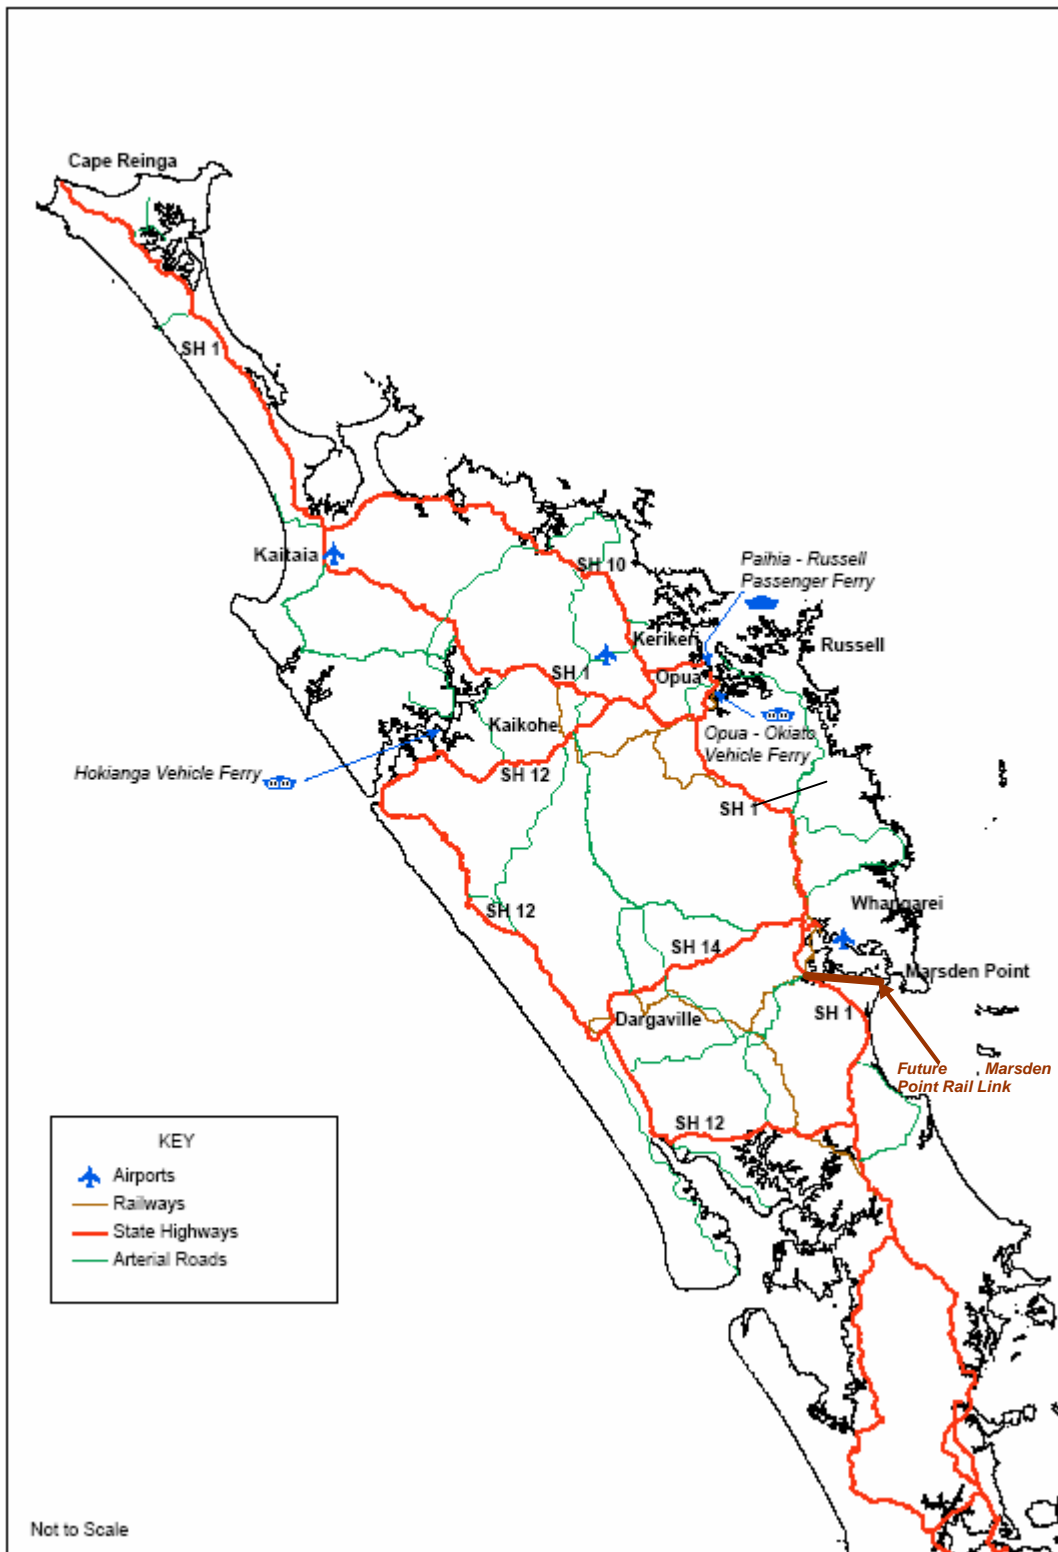 Cape Reinga
SH 1
Kaitaia
SH 10
Paihia - Russell
Passenger Ferry
Keriker
Russell
SH 1
Opua
Kaikohe
Opua - Okiato
Vehicle Ferry
Hokianga Vehicle Ferry
SH 12
SH 1
Whangarei
SH 12
SH 14
Marsden Point
SH 1
Dargaville
Future Marsden
Point Rail Link
SH 12
KEY
Airports
Railways
State Highways
Arterial Roads
Not to Scale